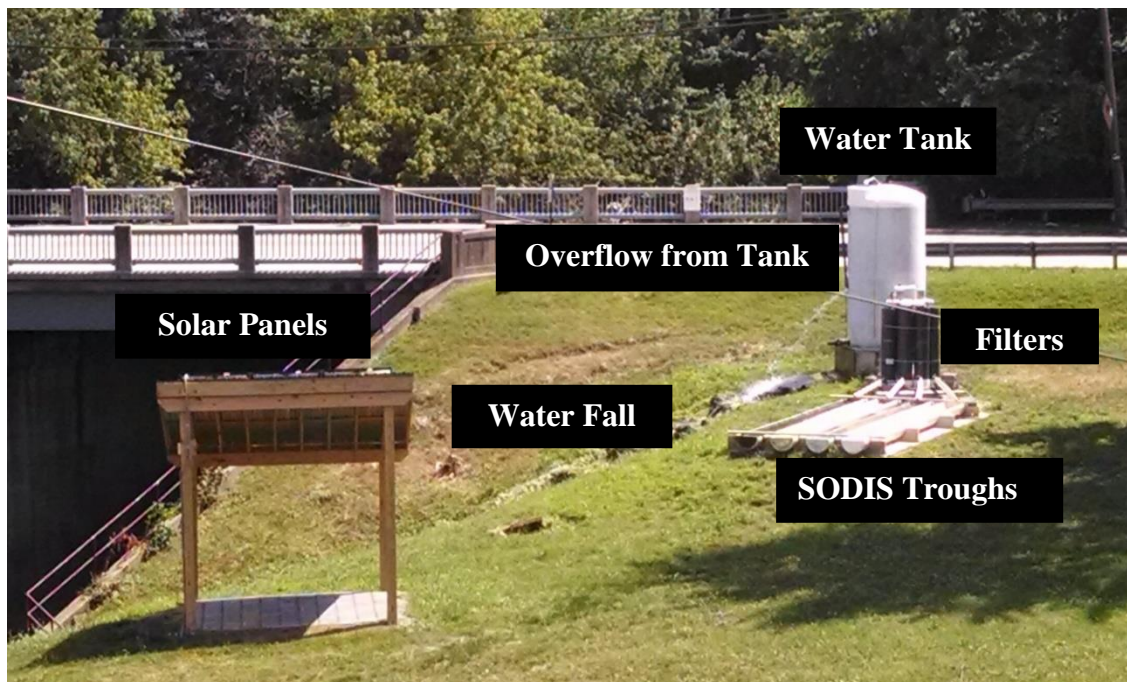 Water Tank
Overflow from Tank
Solar Panels
Filters
Water Fall
SODIS Troughs